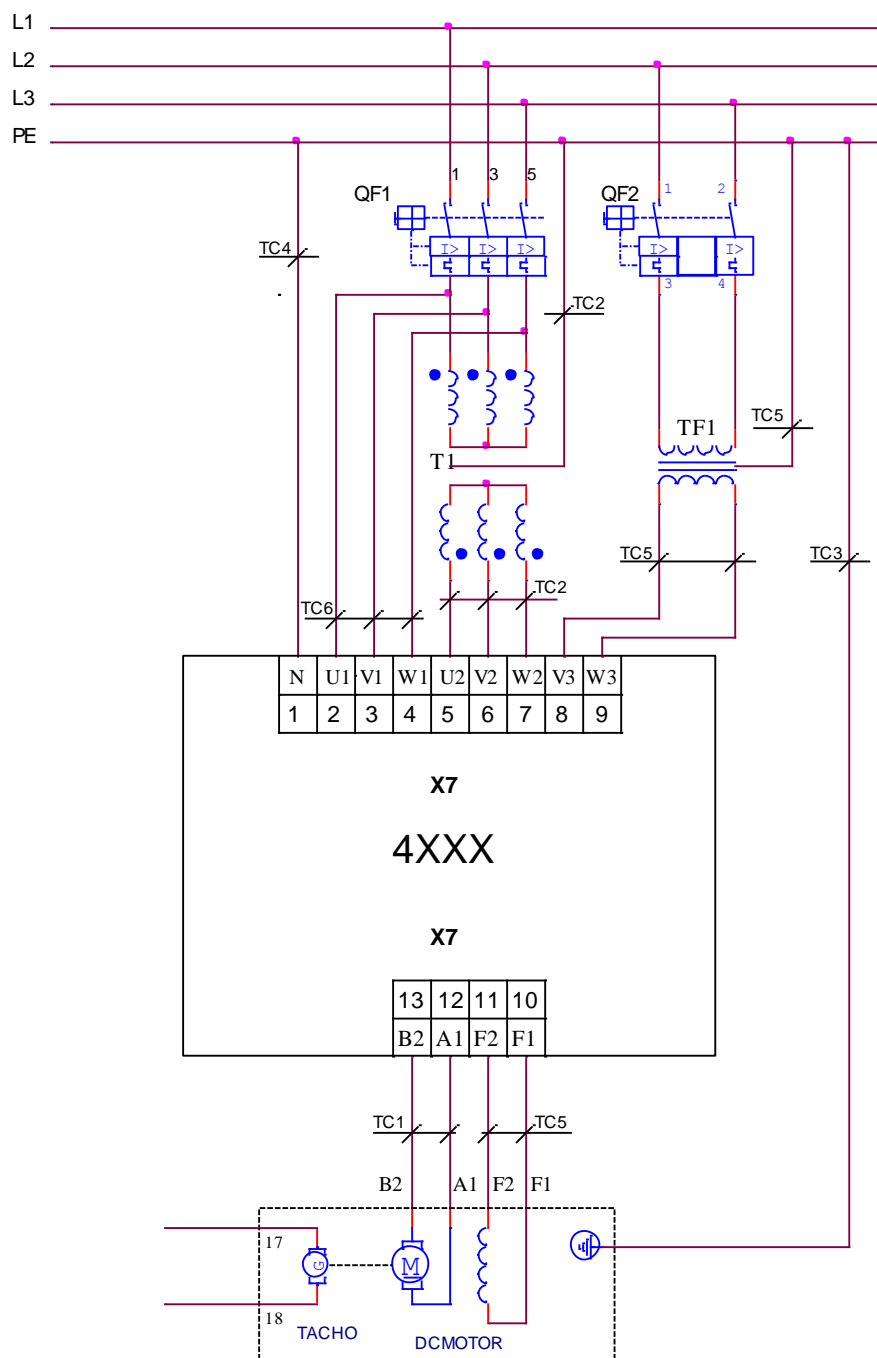 L1
L2
L3
PE
1 3 5
QF1
1 2
QF2
TC4
I> I> I>
I> I>
3 4
TC2
T1
TF1
TC5
TC5
TC3
TC6
TC2
N U1 V1 W1 U2 V2 W2 V3 W3
1 2 3 4 5 6 7 8 9
X7
4XXX
X7
13 12 11 10
B2 A1 F2 F1
TC1
TC5
B2 A1 F2 F1
17
G
M
18
TACHO
DCMOTOR